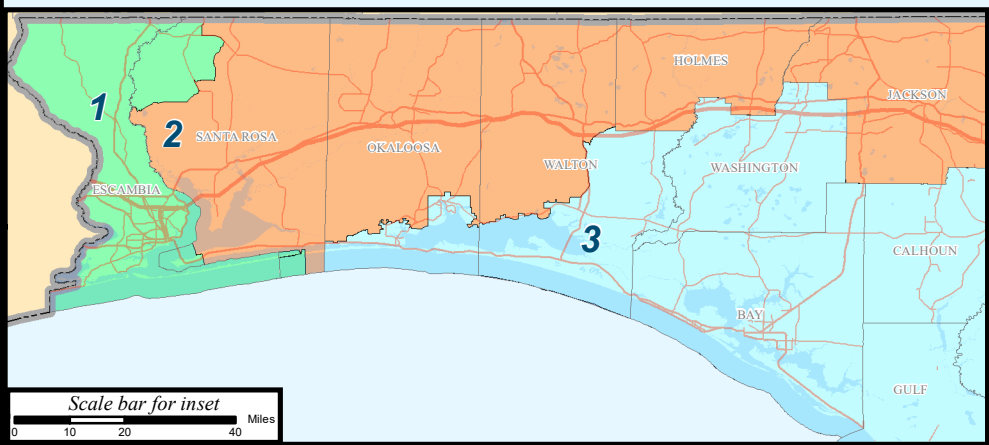 HOLMES
JACKSON
1
2
SANTA ROSA
OKALOOSA
WALTON
WASHINGTON
ESCAMBIA
3
CALHOUN
BAY
GULF
Scale bar for inset
Miles
0 10 20 40